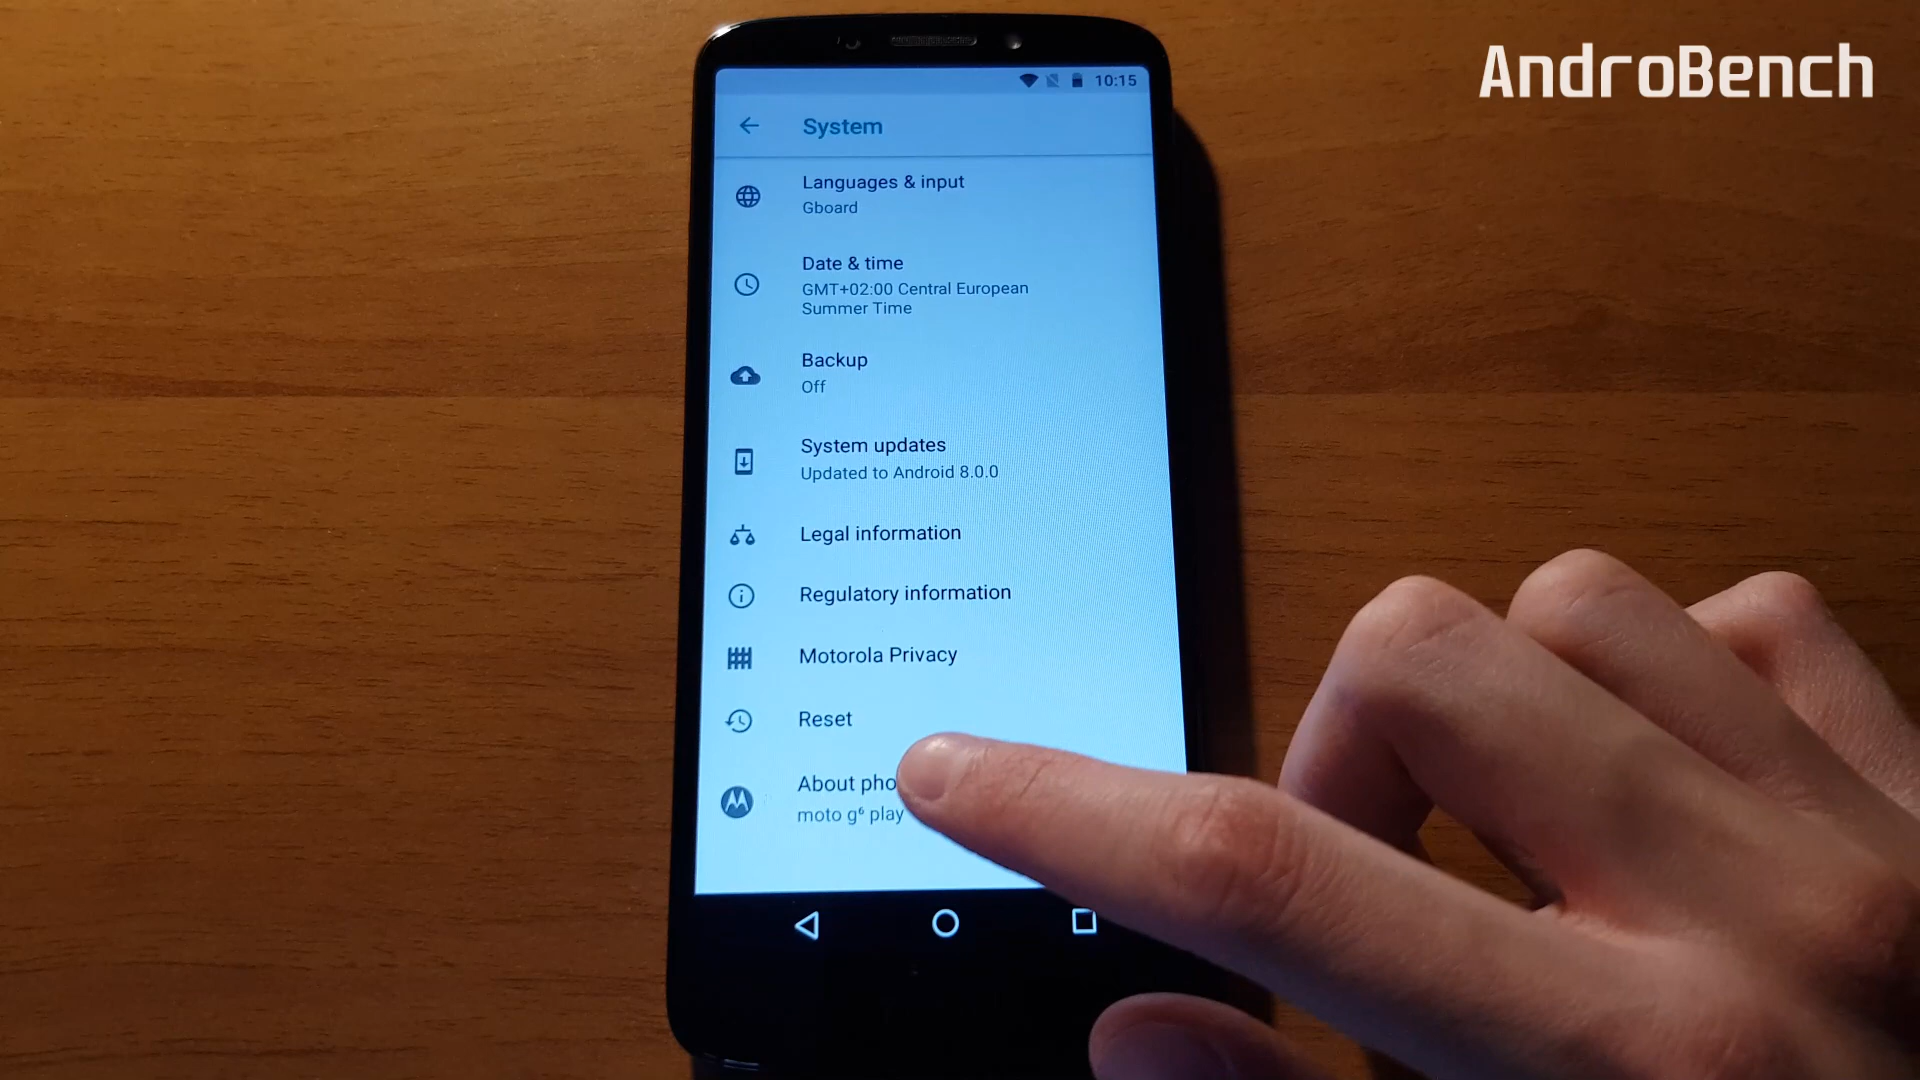 AndroBench
10:15
System
Languages & input
Gboard
Date & time
GMT+02:00 Central European
Summer Time
Backup
Off
System updates
Updated to Android 8.0.0
Legal information
Regulatory information
Motorola Privacy
Reset
About pho
moto g⁶ play